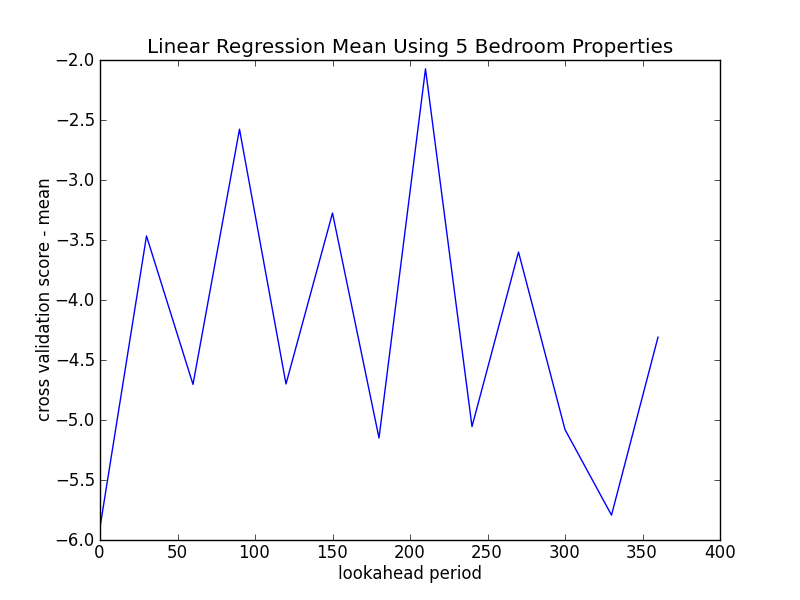 Linear Regression Mean Using 5 Bedroom Properties
−2.0
−2.5
−3.0
−3.5
−4.0
−4.5
−5.0
−5.5
−6.0
cross validation score - mean
0 50 100 150 200 250 300 350 400
lookahead period